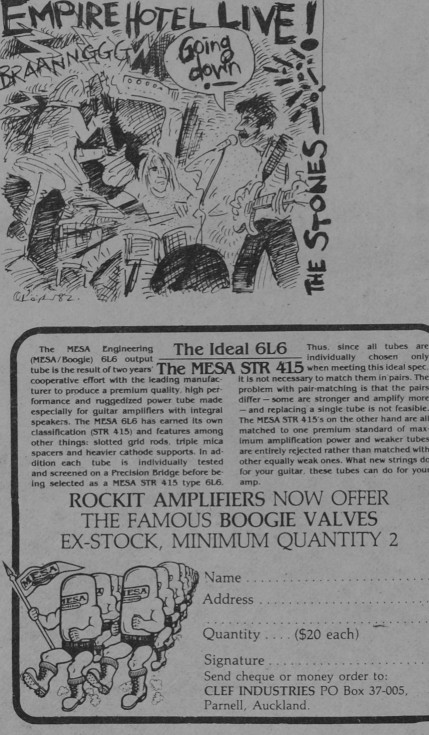 EMPIRE HOTEL LIVE!
BRAANNGGG
Going
down
THE STONES
The Ideal 6L6
The MESA STR 415
The MESA Engineering
(MESA/Boogie) 6L6 output
tube is the result of two years'
cooperative effort with the leading manufac-
turer to produce a premium quality, high per-
formance and ruggedized power tube made
especially for guitar amplifiers with integral
speakers. The MESA 6L6 has earned its own
classification (STR 415) and features among
other things: slotted grid rods, triple mica
spacers and heavier cathode supports. In ad-
dition each tube is individually tested
and screened on a Precision Bridge before be-
ing selected as a MESA STR 415 type 6L6.
Thus, since all tubes are
individually chosen only
when meeting this ideal spec.
it is not necessary to match them in pairs. The
problem with pair-matching is that the pairs
differ — some are stronger and amplify more
— and replacing a single tube is not feasible.
The MESA STR 415's on the other hand are all
matched to one premium standard of max-
imum amplification power and weaker tubes
are entirely rejected rather than matched with
other equally weak ones. What new strings do
for your guitar, these tubes can do for your
amp.
ROCKIT AMPLIFIERS NOW OFFER
THE FAMOUS BOOGIE VALVES
EX-STOCK, MINIMUM QUANTITY 2
MESA
MESA
MESA
Name
Address
Quantity .... ($20 each)
Signature
Send cheque or money order to:
CLEF INDUSTRIES PO Box 37-005,
Parnell, Auckland.